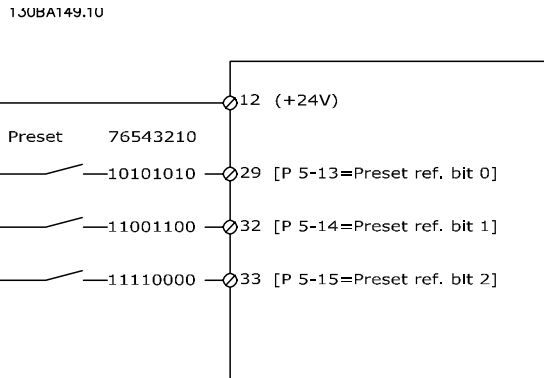 130BA149.10
12 (+24V)
Preset 76543210
10101010 29 [P 5-13=Preset ref. bit 0]
11001100 32 [P 5-14=Preset ref. bit 1]
11110000 33 [P 5-15=Preset ref. bit 2]